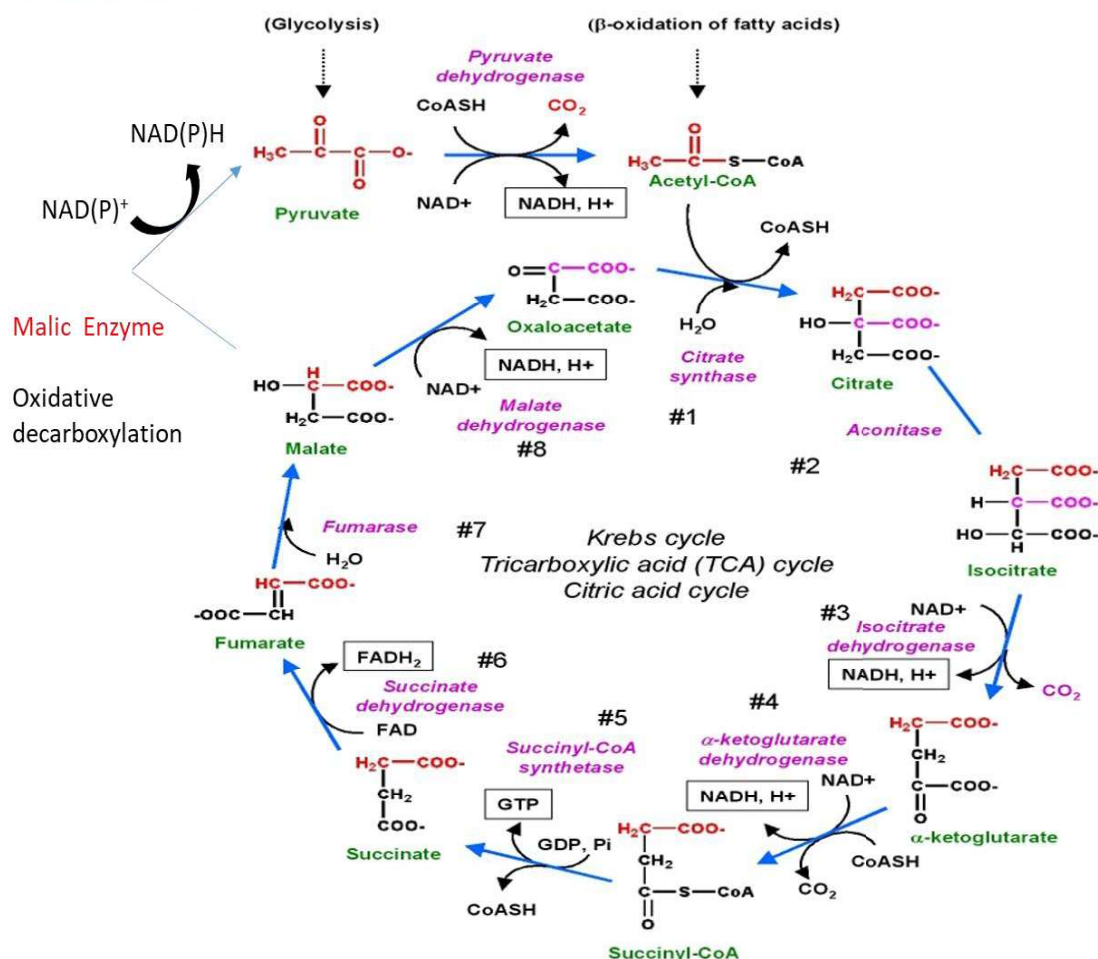 (Glycolysis)
(β-oxidation of fatty acids)
Pyruvate
dehydrogenase
CoASH
CO₂
NAD(P)H
O
H₃C—C—C—O-
O
Pyruvate
NAD+
NADH, H+
O
H₃C—C—S—CoA
Acetyl-CoA
NAD(P)⁺
CoASH
O=C—COO-
H₂C—COO-
Oxaloacetate
H₂O
Citrate
synthase
#1
H₂C—COO-
HO—C—COO-
H₂C—COO-
Citrate
Malic Enzyme
Oxidative
decarboxylation
NADH, H+
NAD+
Malate
dehydrogenase
#8
HO—CH—COO-
H₂C—COO-
Malate
Aconitase
#2
H₂C—COO-
H—C—COO-
HO—C—COO-
H
Isocitrate
Fumarase
#7
H₂O
Krebs cycle
Tricarboxylic acid (TCA) cycle
Citric acid cycle
HC—COO-
-OOC—CH
Fumarate
#3
NAD+
Isocitrate
dehydrogenase
NADH, H+
CO₂
FADH₂
#6
Succinate
dehydrogenase
FAD
#5
Succinyl-CoA
synthetase
#4
α-ketoglutarate
dehydrogenase
NAD+
NADH, H+
H₂C—COO-
CH₂
C—COO-
O
α-ketoglutarate
H₂C—COO-
CH₂
COO-
Succinate
GTP
GDP, Pi
CoASH
H₂C—COO-
CH₂
C—S—CoA
O
Succinyl-CoA
CoASH
CO₂